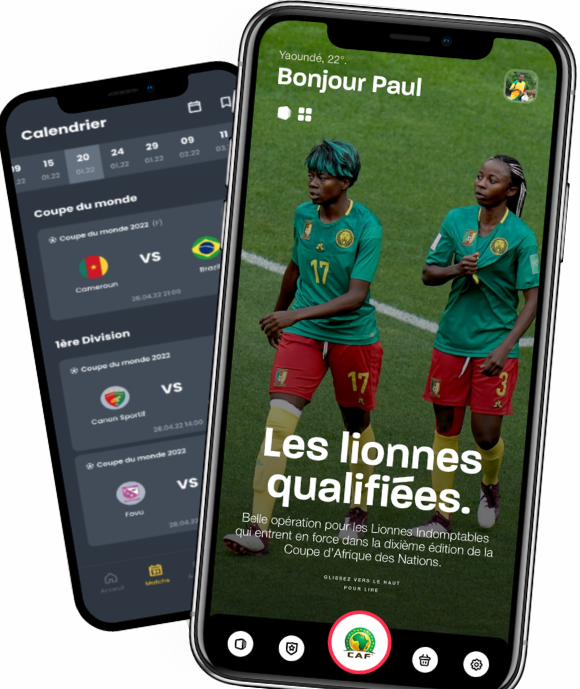 Calendrier
15
20
24
29
09
11
01.22
01.22
01.22
01.22
02.22
Coupe du monde
Coupe du monde 2022 (F)
VS
Cameroun
Brazil
28.04.22 21:00
1ère Division
Coupe du monde 2022
VS
Canon Sportif
28.04.22 14:00
Coupe du monde 2022
VS
Fovu
28.04.22
Accueil
Matchs
Yaoundé, 22°.
Bonjour Paul
17
17
3
Les lionnes
qualifiées.
Belle opération pour les Lionnes Indomptables
qui entrent en force dans la dixième édition de la
Coupe d'Afrique des Nations.
GLISSEZ VERS LE HAUT
POUR LIRE
CAF